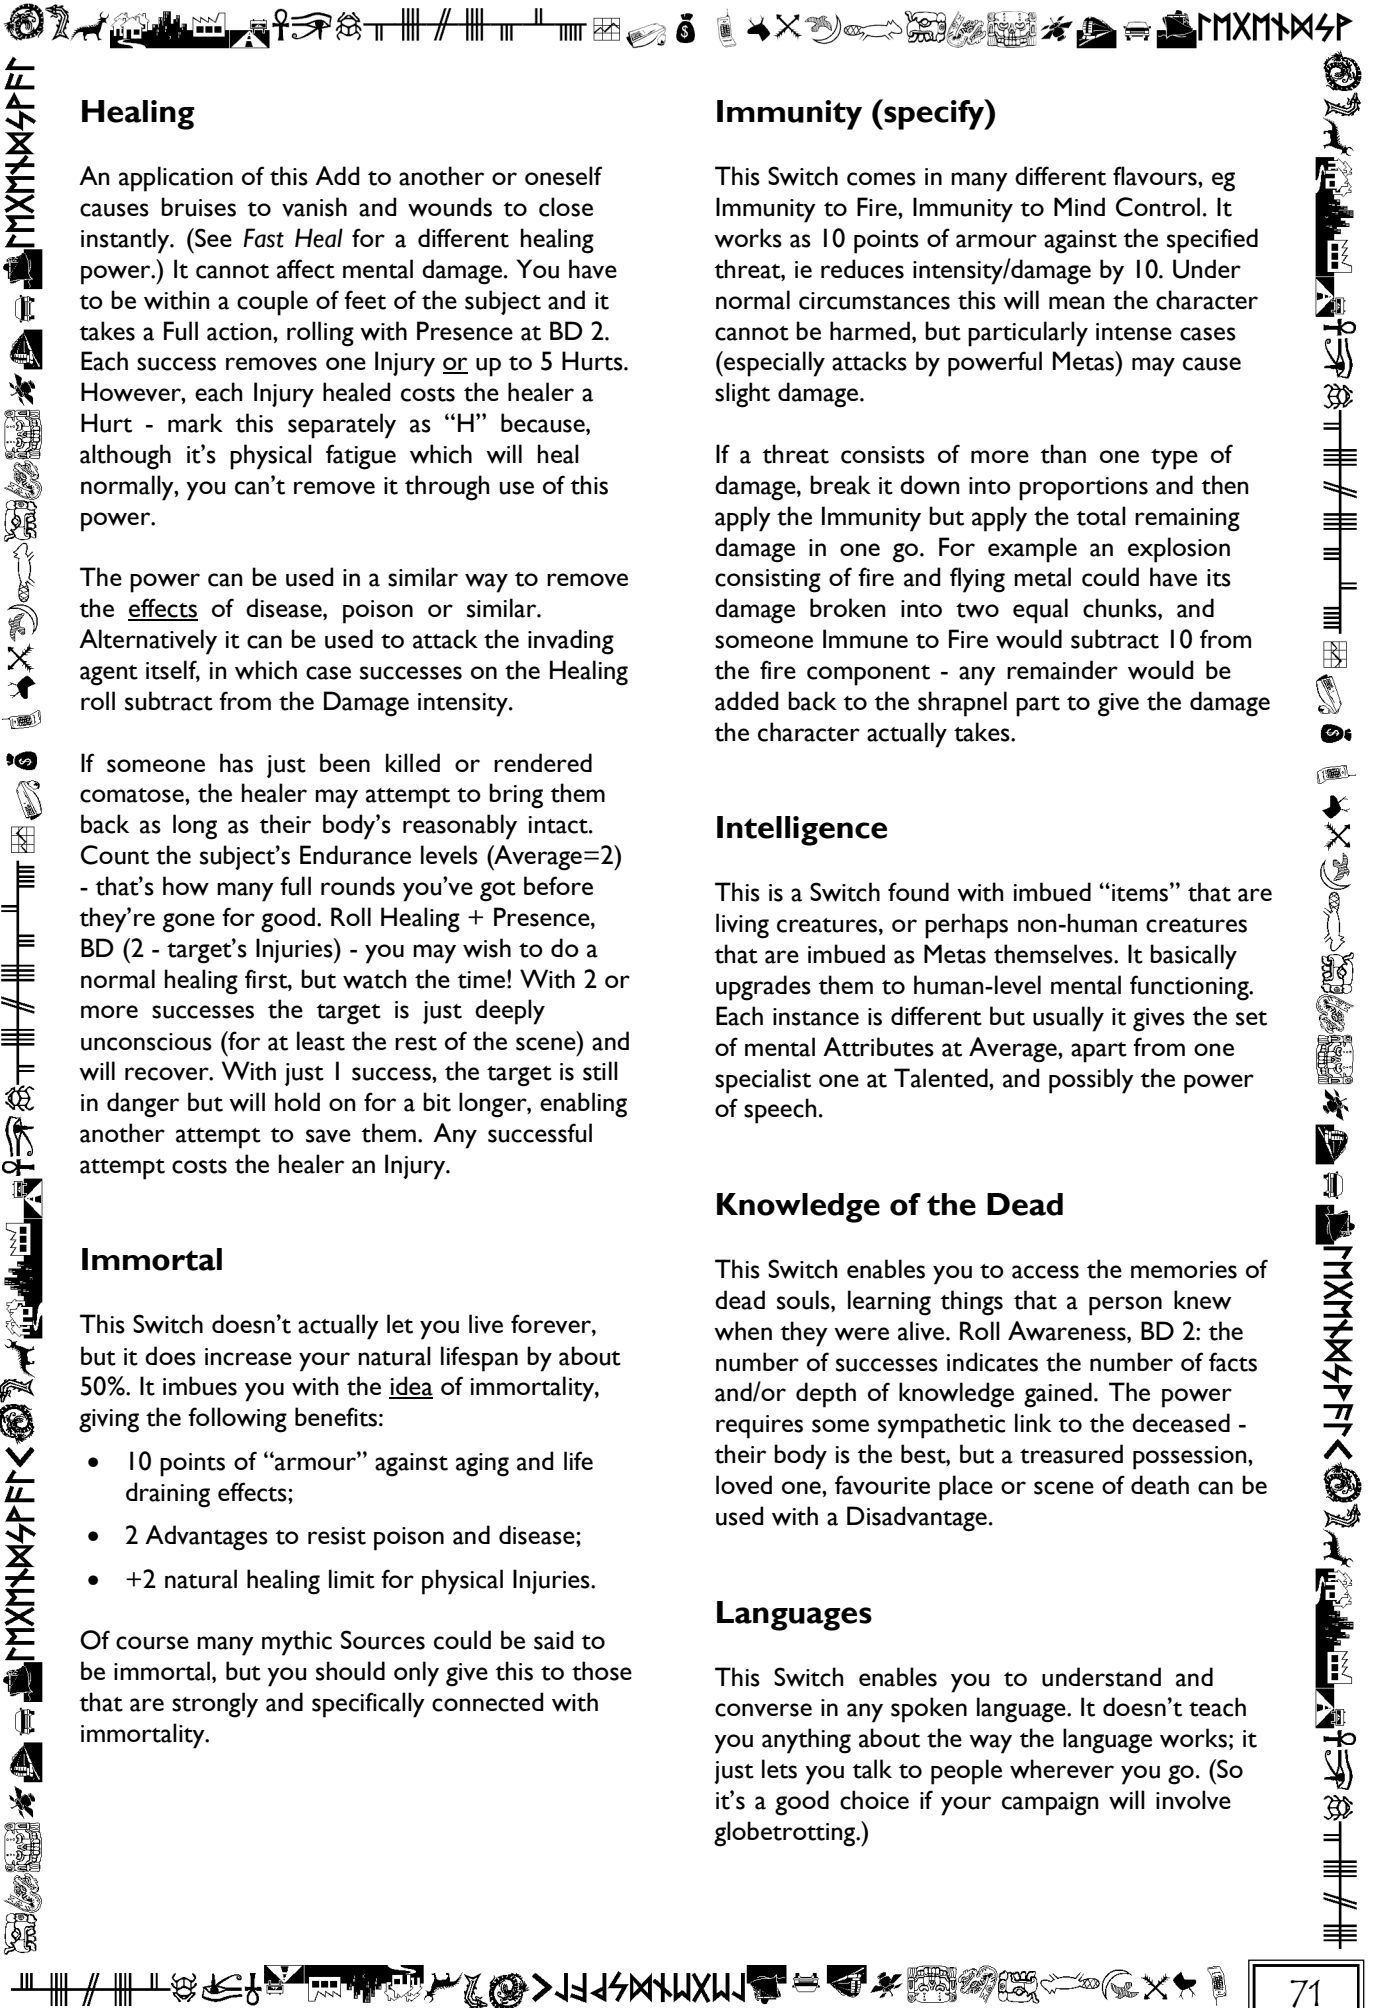 Healing
An application of this Add to another or oneself
causes bruises to vanish and wounds to close
instantly. (See Fast Heal for a different healing
power.) It cannot affect mental damage. You have
to be within a couple of feet of the subject and it
takes a Full action, rolling with Presence at BD 2.
Each success removes one Injury or up to 5 Hurts.
However, each Injury healed costs the healer a
Hurt - mark this separately as “H” because,
although it’s physical fatigue which will heal
normally, you can’t remove it through use of this
power.
The power can be used in a similar way to remove
the effects of disease, poison or similar.
Alternatively it can be used to attack the invading
agent itself, in which case successes on the Healing
roll subtract from the Damage intensity.
If someone has just been killed or rendered
comatose, the healer may attempt to bring them
back as long as their body’s reasonably intact.
Count the subject’s Endurance levels (Average=2)
- that’s how many full rounds you’ve got before
they’re gone for good. Roll Healing + Presence,
BD (2 - target’s Injuries) - you may wish to do a
normal healing first, but watch the time! With 2 or
more successes the target is just deeply
unconscious (for at least the rest of the scene) and
will recover. With just 1 success, the target is still
in danger but will hold on for a bit longer, enabling
another attempt to save them. Any successful
attempt costs the healer an Injury.
Immortal
This Switch doesn’t actually let you live forever,
but it does increase your natural lifespan by about
50%. It imbues you with the idea of immortality,
giving the following benefits:
• 10 points of “armour” against aging and life
draining effects;
• 2 Advantages to resist poison and disease;
• +2 natural healing limit for physical Injuries.
Of course many mythic Sources could be said to
be immortal, but you should only give this to those
that are strongly and specifically connected with
immortality.
Immunity (specify)
This Switch comes in many different flavours, eg
Immunity to Fire, Immunity to Mind Control. It
works as 10 points of armour against the specified
threat, ie reduces intensity/damage by 10. Under
normal circumstances this will mean the character
cannot be harmed, but particularly intense cases
(especially attacks by powerful Metas) may cause
slight damage.
If a threat consists of more than one type of
damage, break it down into proportions and then
apply the Immunity but apply the total remaining
damage in one go. For example an explosion
consisting of fire and flying metal could have its
damage broken into two equal chunks, and
someone Immune to Fire would subtract 10 from
the fire component - any remainder would be
added back to the shrapnel part to give the damage
the character actually takes.
Intelligence
This is a Switch found with imbued “items” that are
living creatures, or perhaps non-human creatures
that are imbued as Metas themselves. It basically
upgrades them to human-level mental functioning.
Each instance is different but usually it gives the set
of mental Attributes at Average, apart from one
specialist one at Talented, and possibly the power
of speech.
Knowledge of the Dead
This Switch enables you to access the memories of
dead souls, learning things that a person knew
when they were alive. Roll Awareness, BD 2: the
number of successes indicates the number of facts
and/or depth of knowledge gained. The power
requires some sympathetic link to the deceased -
their body is the best, but a treasured possession,
loved one, favourite place or scene of death can be
used with a Disadvantage.
Languages
This Switch enables you to understand and
converse in any spoken language. It doesn’t teach
you anything about the way the language works; it
just lets you talk to people wherever you go. (So
it’s a good choice if your campaign will involve
globetrotting.)
71